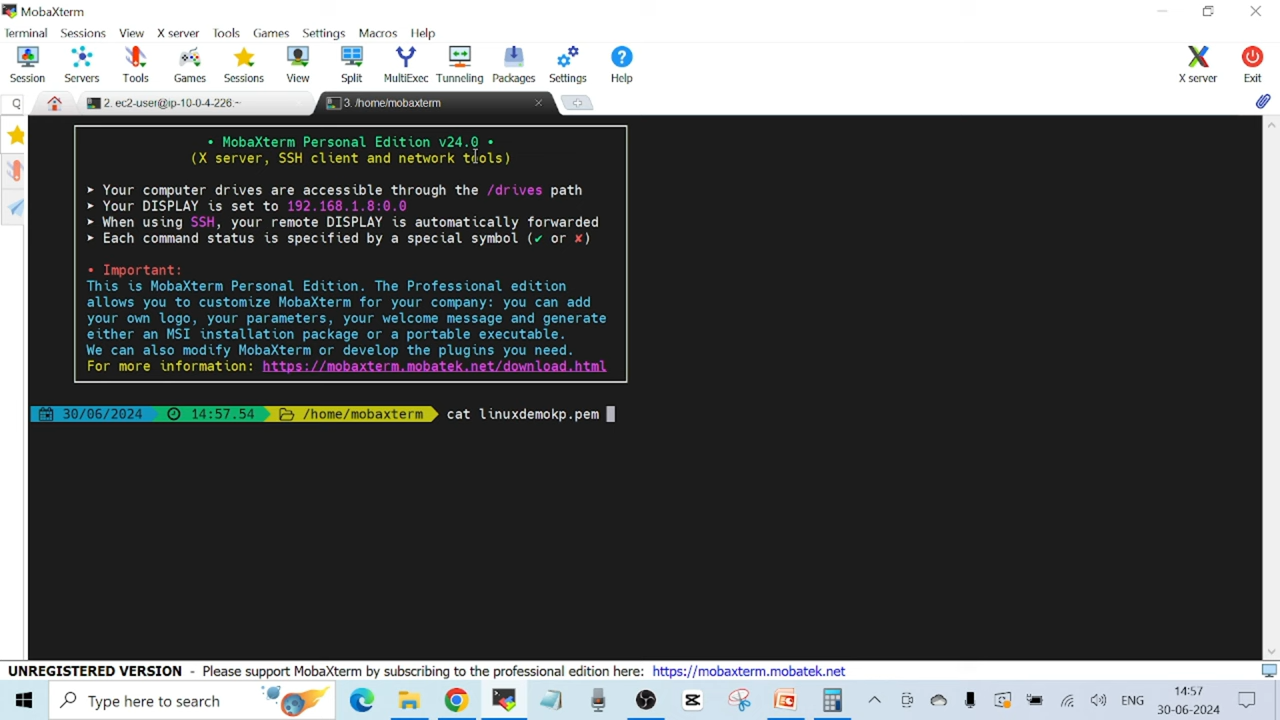 MobaXterm
Terminal Sessions View X server Tools Games Settings Macros Help
Session Servers Tools Games Sessions View Split MultiExec Tunneling Packages Settings Help X server Exit
Q
2. ec2-user@ip-10-0-4-226:~
3. /home/mobaxterm
• MobaXterm Personal Edition v24.0 •
(X server, SSH client and network tools)
➤ Your computer drives are accessible through the /drives path
➤ Your DISPLAY is set to 192.168.1.8:0.0
➤ When using SSH, your remote DISPLAY is automatically forwarded
➤ Each command status is specified by a special symbol (✔ or ✘)
• Important:
This is MobaXterm Personal Edition. The Professional edition
allows you to customize MobaXterm for your company: you can add
your own logo, your parameters, your welcome message and generate
either an MSI installation package or a portable executable.
We can also modify MobaXterm or develop the plugins you need.
For more information: https://mobaxterm.mobatek.net/download.html
30/06/2024 14:57.54 /home/mobaxterm cat linuxdemokp.pem
UNREGISTERED VERSION - Please support MobaXterm by subscribing to the professional edition here: https://mobaxterm.mobatek.net
Type here to search
ENG
14:57
30-06-2024